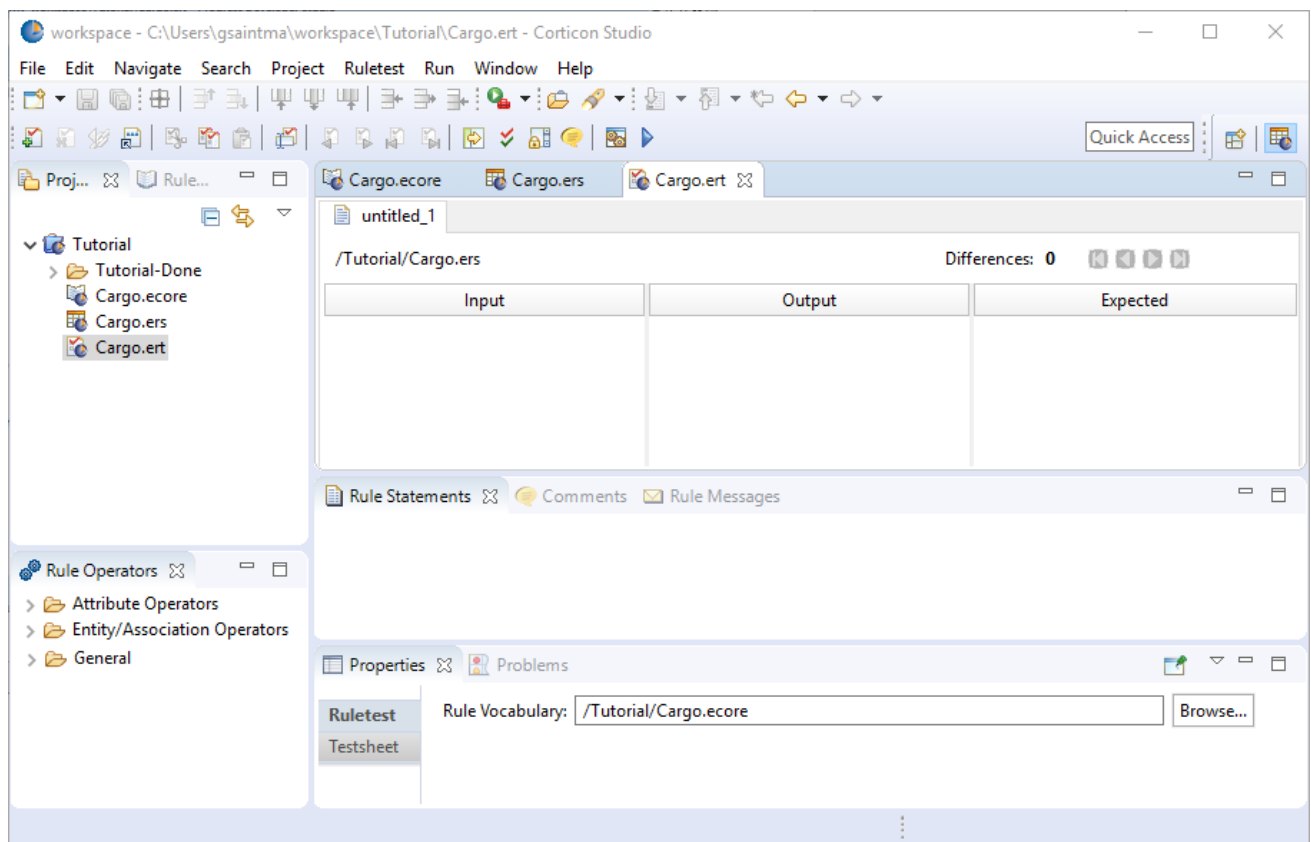 workspace - C:\Users\gsaintma\workspace\Tutorial\Cargo.ert - Corticon Studio
File Edit Navigate Search Project Ruletest Run Window Help
Quick Access
Proj... Rule...
Tutorial
Tutorial-Done
Cargo.ecore
Cargo.ers
Cargo.ert
Cargo.ecore Cargo.ers Cargo.ert
untitled_1
/Tutorial/Cargo.ers Differences: 0
Input Output Expected
Rule Statements Comments Rule Messages
Rule Operators
Attribute Operators
Entity/Association Operators
General
Properties Problems
Ruletest
Testsheet
Rule Vocabulary: /Tutorial/Cargo.ecore Browse...